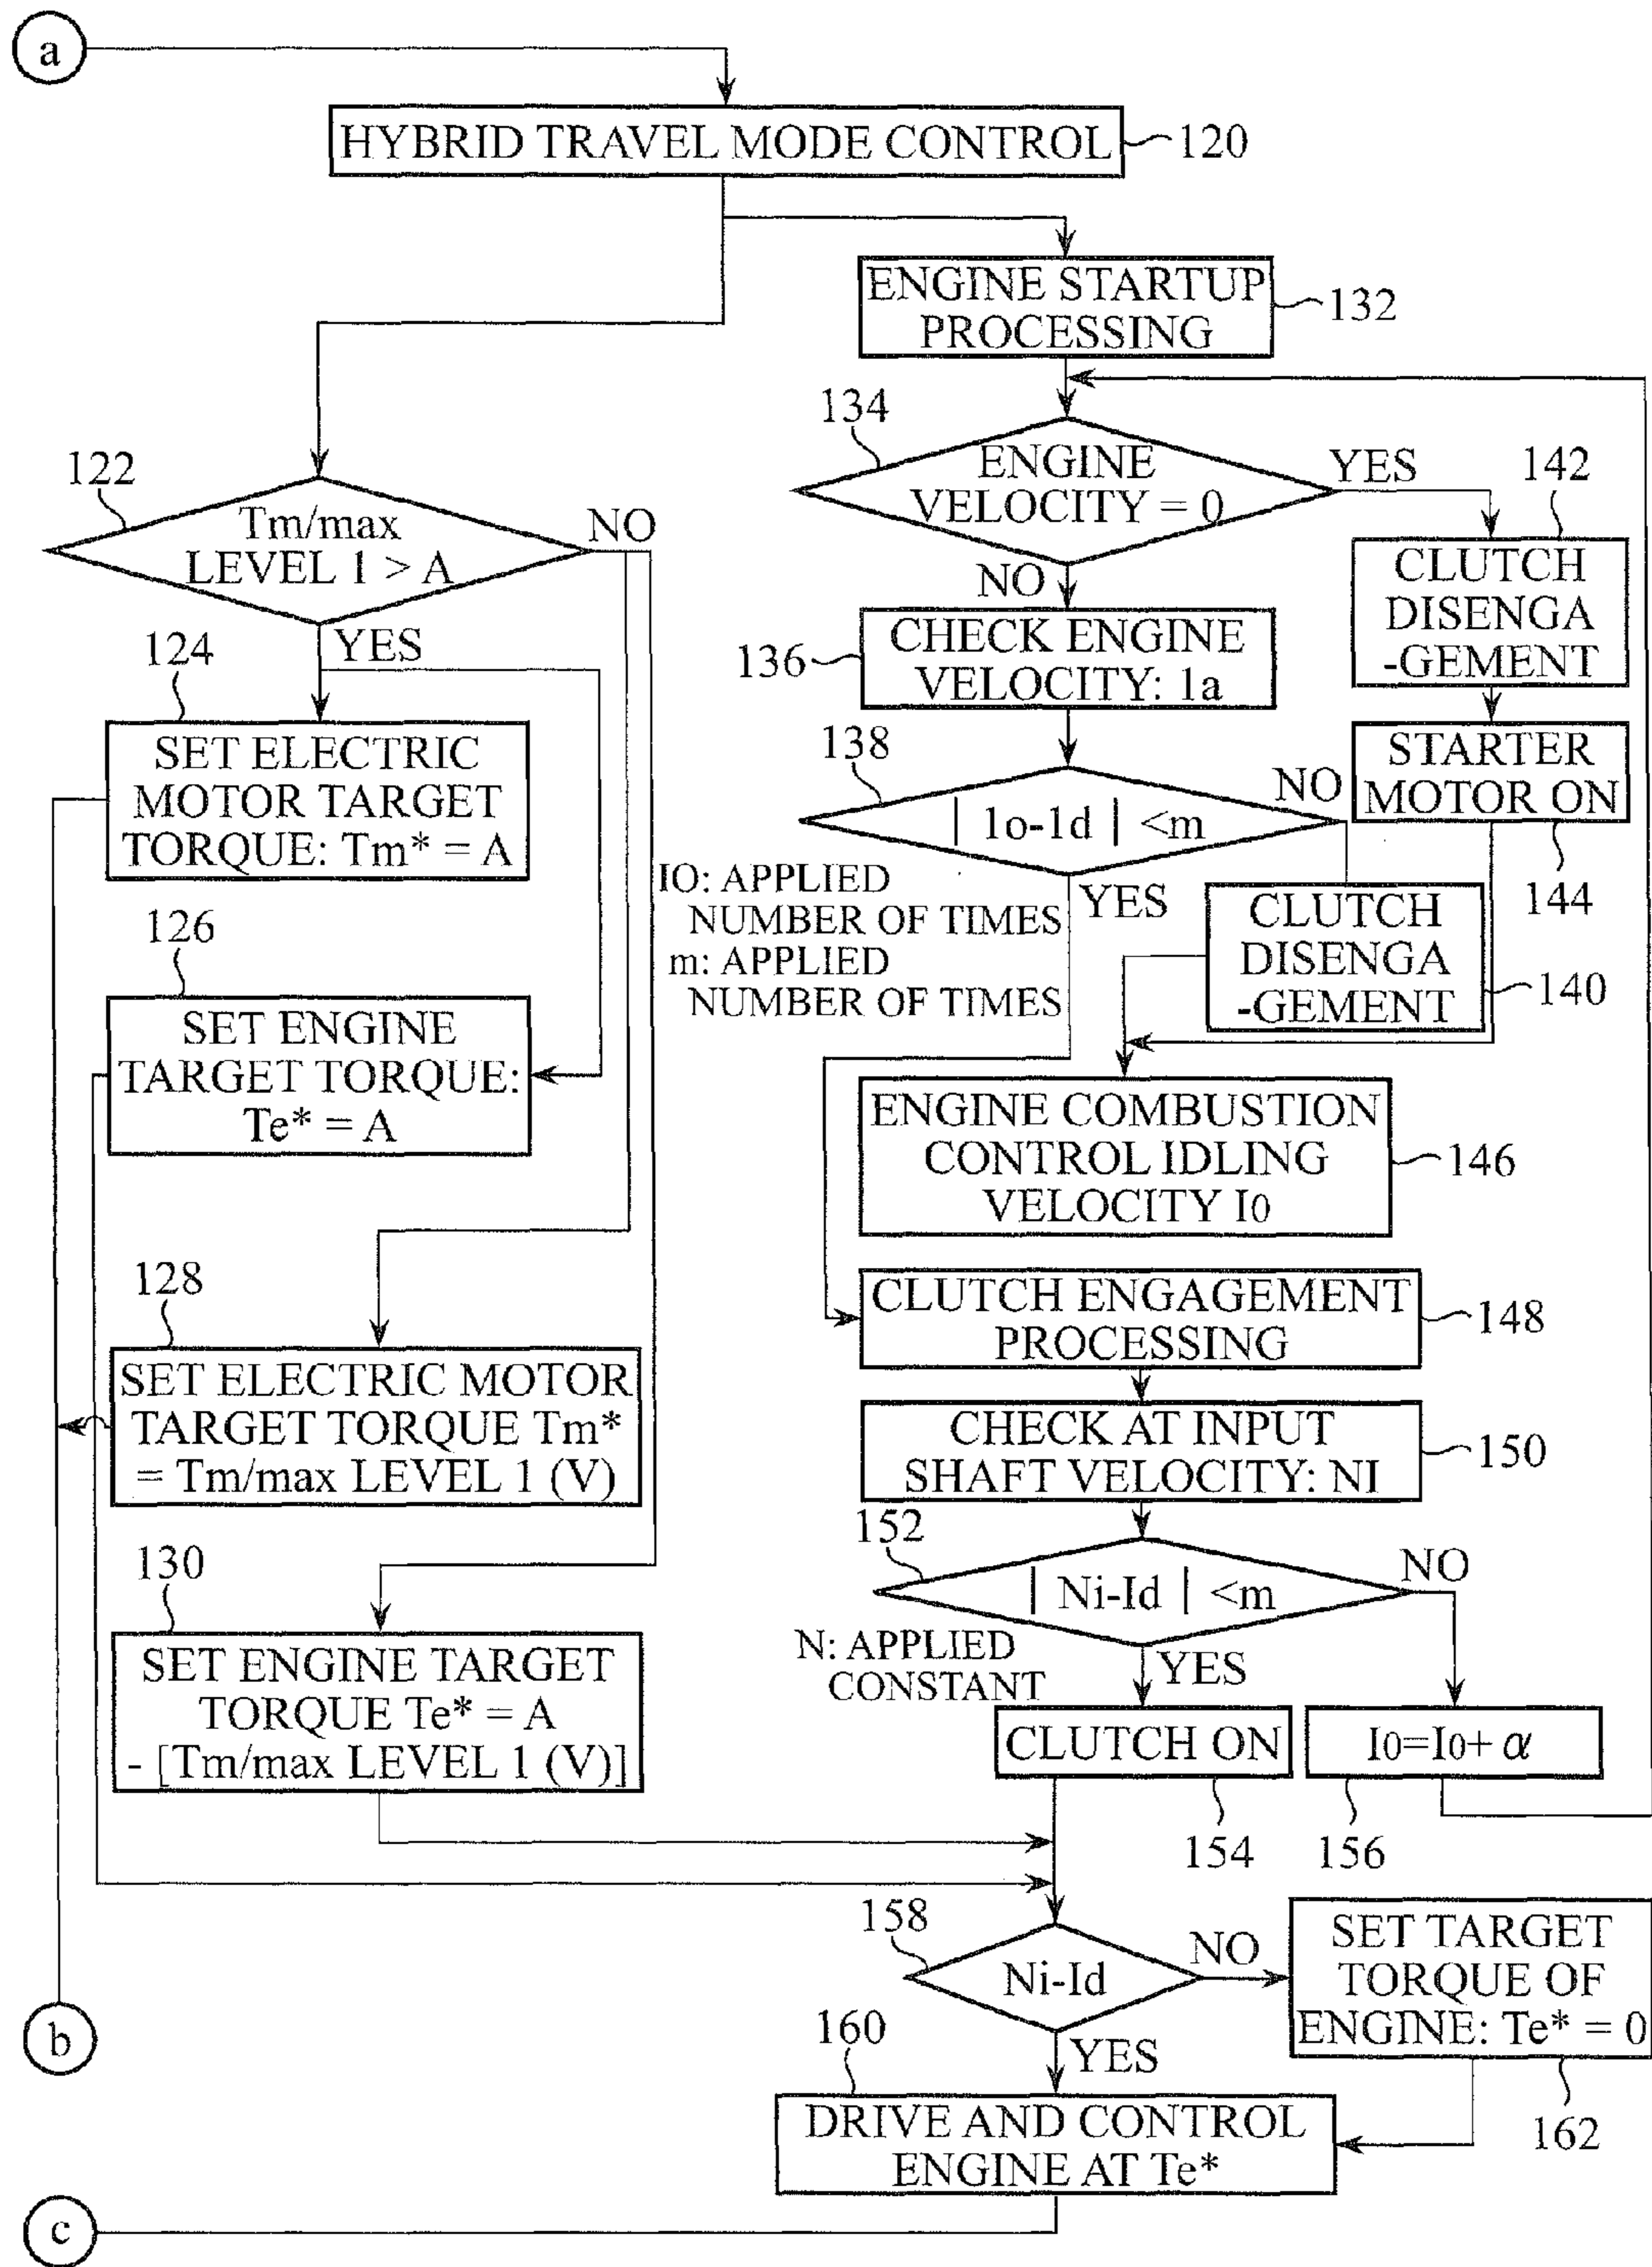 a
HYBRID TRAVEL MODE CONTROL
120
ENGINE STARTUP
PROCESSING
132
134
ENGINE
VELOCITY = 0
YES
NO
142
CLUTCH
DISENGA
-GEMENT
122
Tm/max
LEVEL 1 > A
NO
YES
124
SET ELECTRIC
MOTOR TARGET
TORQUE: Tm* = A
136
CHECK ENGINE
VELOCITY: 1a
STARTER
MOTOR ON
144
138
| 1o-1d | <m
NO
YES
IO: APPLIED
NUMBER OF TIMES
m: APPLIED
NUMBER OF TIMES
CLUTCH
DISENGA
-GEMENT
140
126
SET ENGINE
TARGET TORQUE:
Te* = A
ENGINE COMBUSTION
CONTROL IDLING
VELOCITY I0
146
128
SET ELECTRIC MOTOR
TARGET TORQUE Tm*
= Tm/max LEVEL 1 (V)
CLUTCH ENGAGEMENT
PROCESSING
148
CHECK AT INPUT
SHAFT VELOCITY: NI
150
152
| Ni-Id | <m
NO
YES
N: APPLIED
CONSTANT
130
SET ENGINE TARGET
TORQUE Te* = A
- [Tm/max LEVEL 1 (V)]
CLUTCH ON
154
I0=I0+ α
156
158
Ni-Id
NO
YES
SET TARGET
TORQUE OF
ENGINE: Te* = 0
162
b
160
DRIVE AND CONTROL
ENGINE AT Te*
c